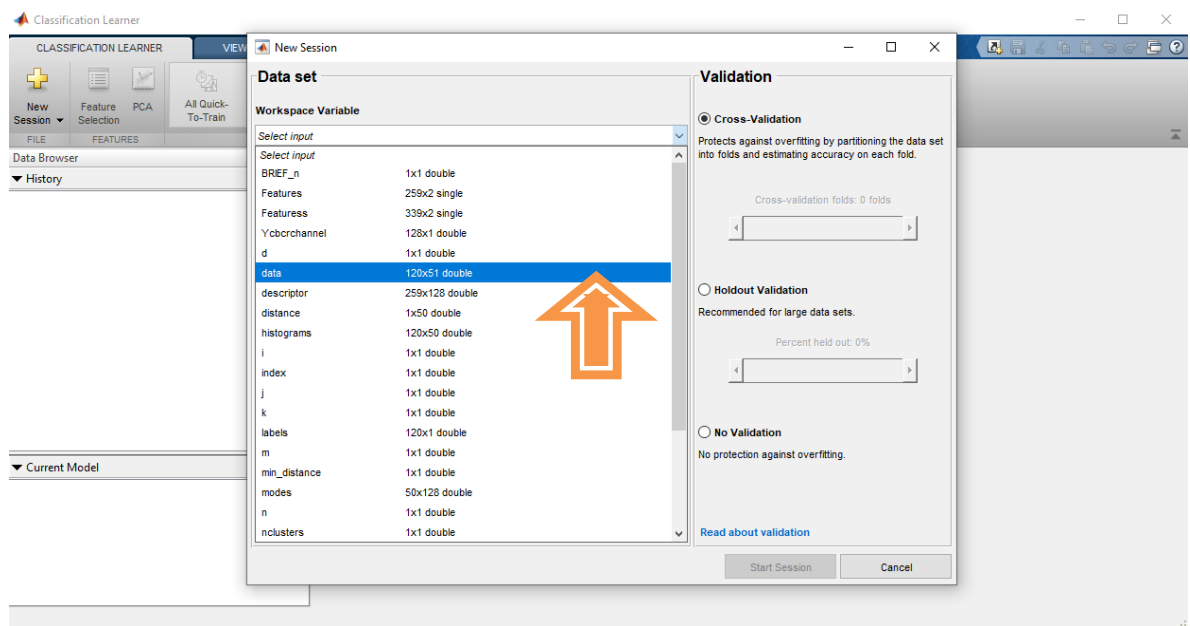 Classification Learner
CLASSIFICATION LEARNER
VIEW
New Session
Feature Selection
PCA
All Quick-To-Train
FILE
FEATURES
Data Browser
History
Current Model
New Session
Data set
Workspace Variable
Select input
Select input
BRIEF_n 1x1 double
Features 259x2 single
Featuress 339x2 single
Ycbcrchannel 128x1 double
d 1x1 double
data 120x51 double
descriptor 259x128 double
distance 1x50 double
histograms 120x50 double
i 1x1 double
index 1x1 double
j 1x1 double
k 1x1 double
labels 120x1 double
m 1x1 double
min_distance 1x1 double
modes 50x128 double
n 1x1 double
nclusters 1x1 double
Validation
Cross-Validation
Protects against overfitting by partitioning the data set
into folds and estimating accuracy on each fold.
Cross-validation folds: 0 folds
Holdout Validation
Recommended for large data sets.
Percent held out: 0%
No Validation
No protection against overfitting.
Read about validation
Start Session
Cancel